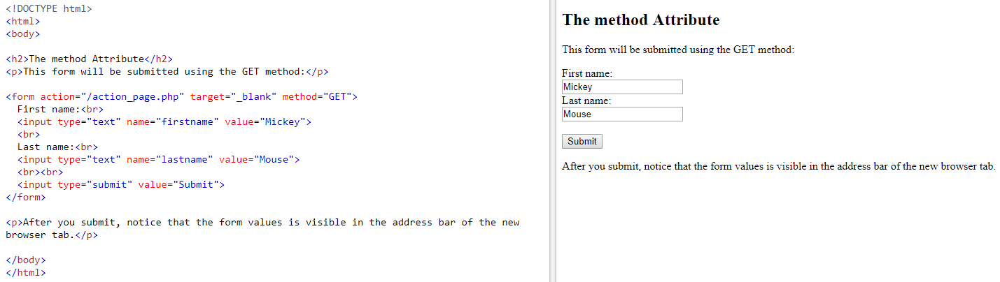 <!DOCTYPE html>
<html>
<body>
<h2>The method Attribute</h2>
<p>This form will be submitted using the GET method:</p>
<form action="/action_page.php" target="_blank" method="GET">
First name:<br>
<input type="text" name="firstname" value="Mickey">
<br>
Last name:<br>
<input type="text" name="lastname" value="Mouse">
<br><br>
<input type="submit" value="Submit">
</form>
<p>After you submit, notice that the form values is visible in the address bar of the new
browser tab.</p>
</body>
</html>
The method Attribute
This form will be submitted using the GET method:
First name:
Mickey
Last name:
Mouse
Submit
After you submit, notice that the form values is visible in the address bar of the new browser tab.